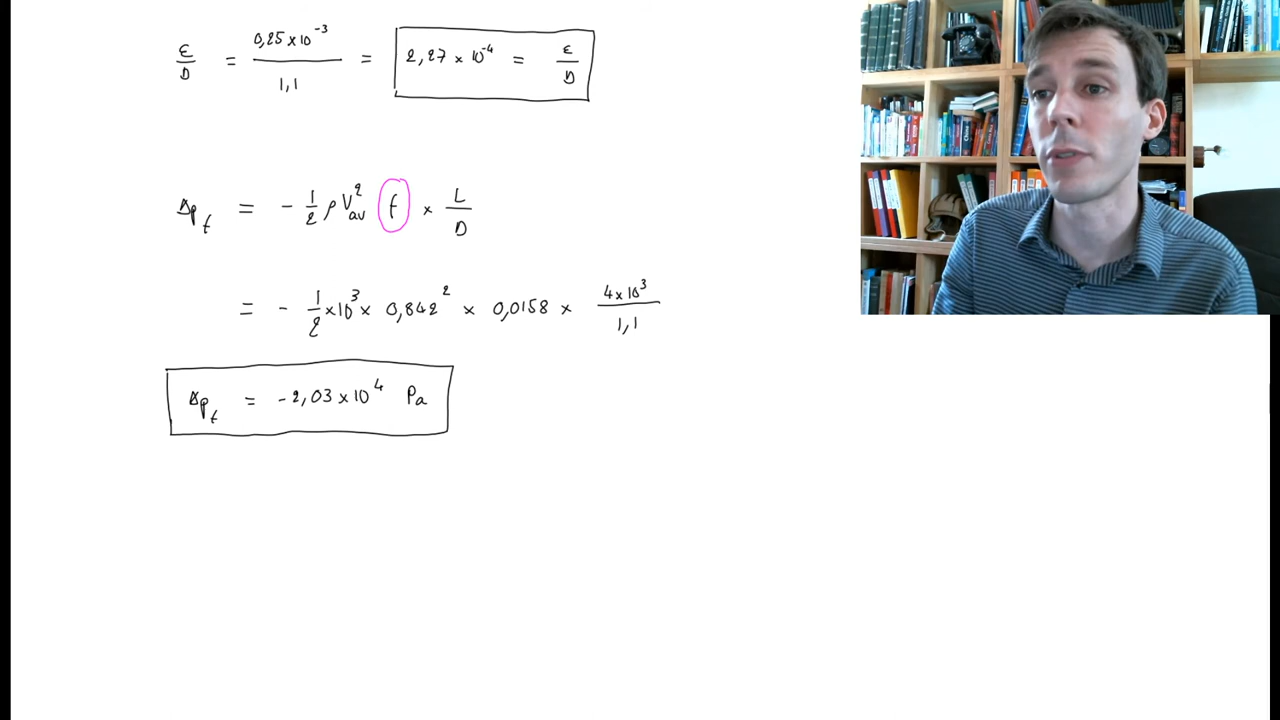 ε/D = 0,25×10⁻³/1,1 = 2,27×10⁻⁴ = ε/D
Δp_f = - 1/2 ρ V²_av f × L/D
= - 1/2 ×10³ × 0,842² × 0,0158 × 4×10³/1,1
Δp_f = -2,03×10⁴ Pa